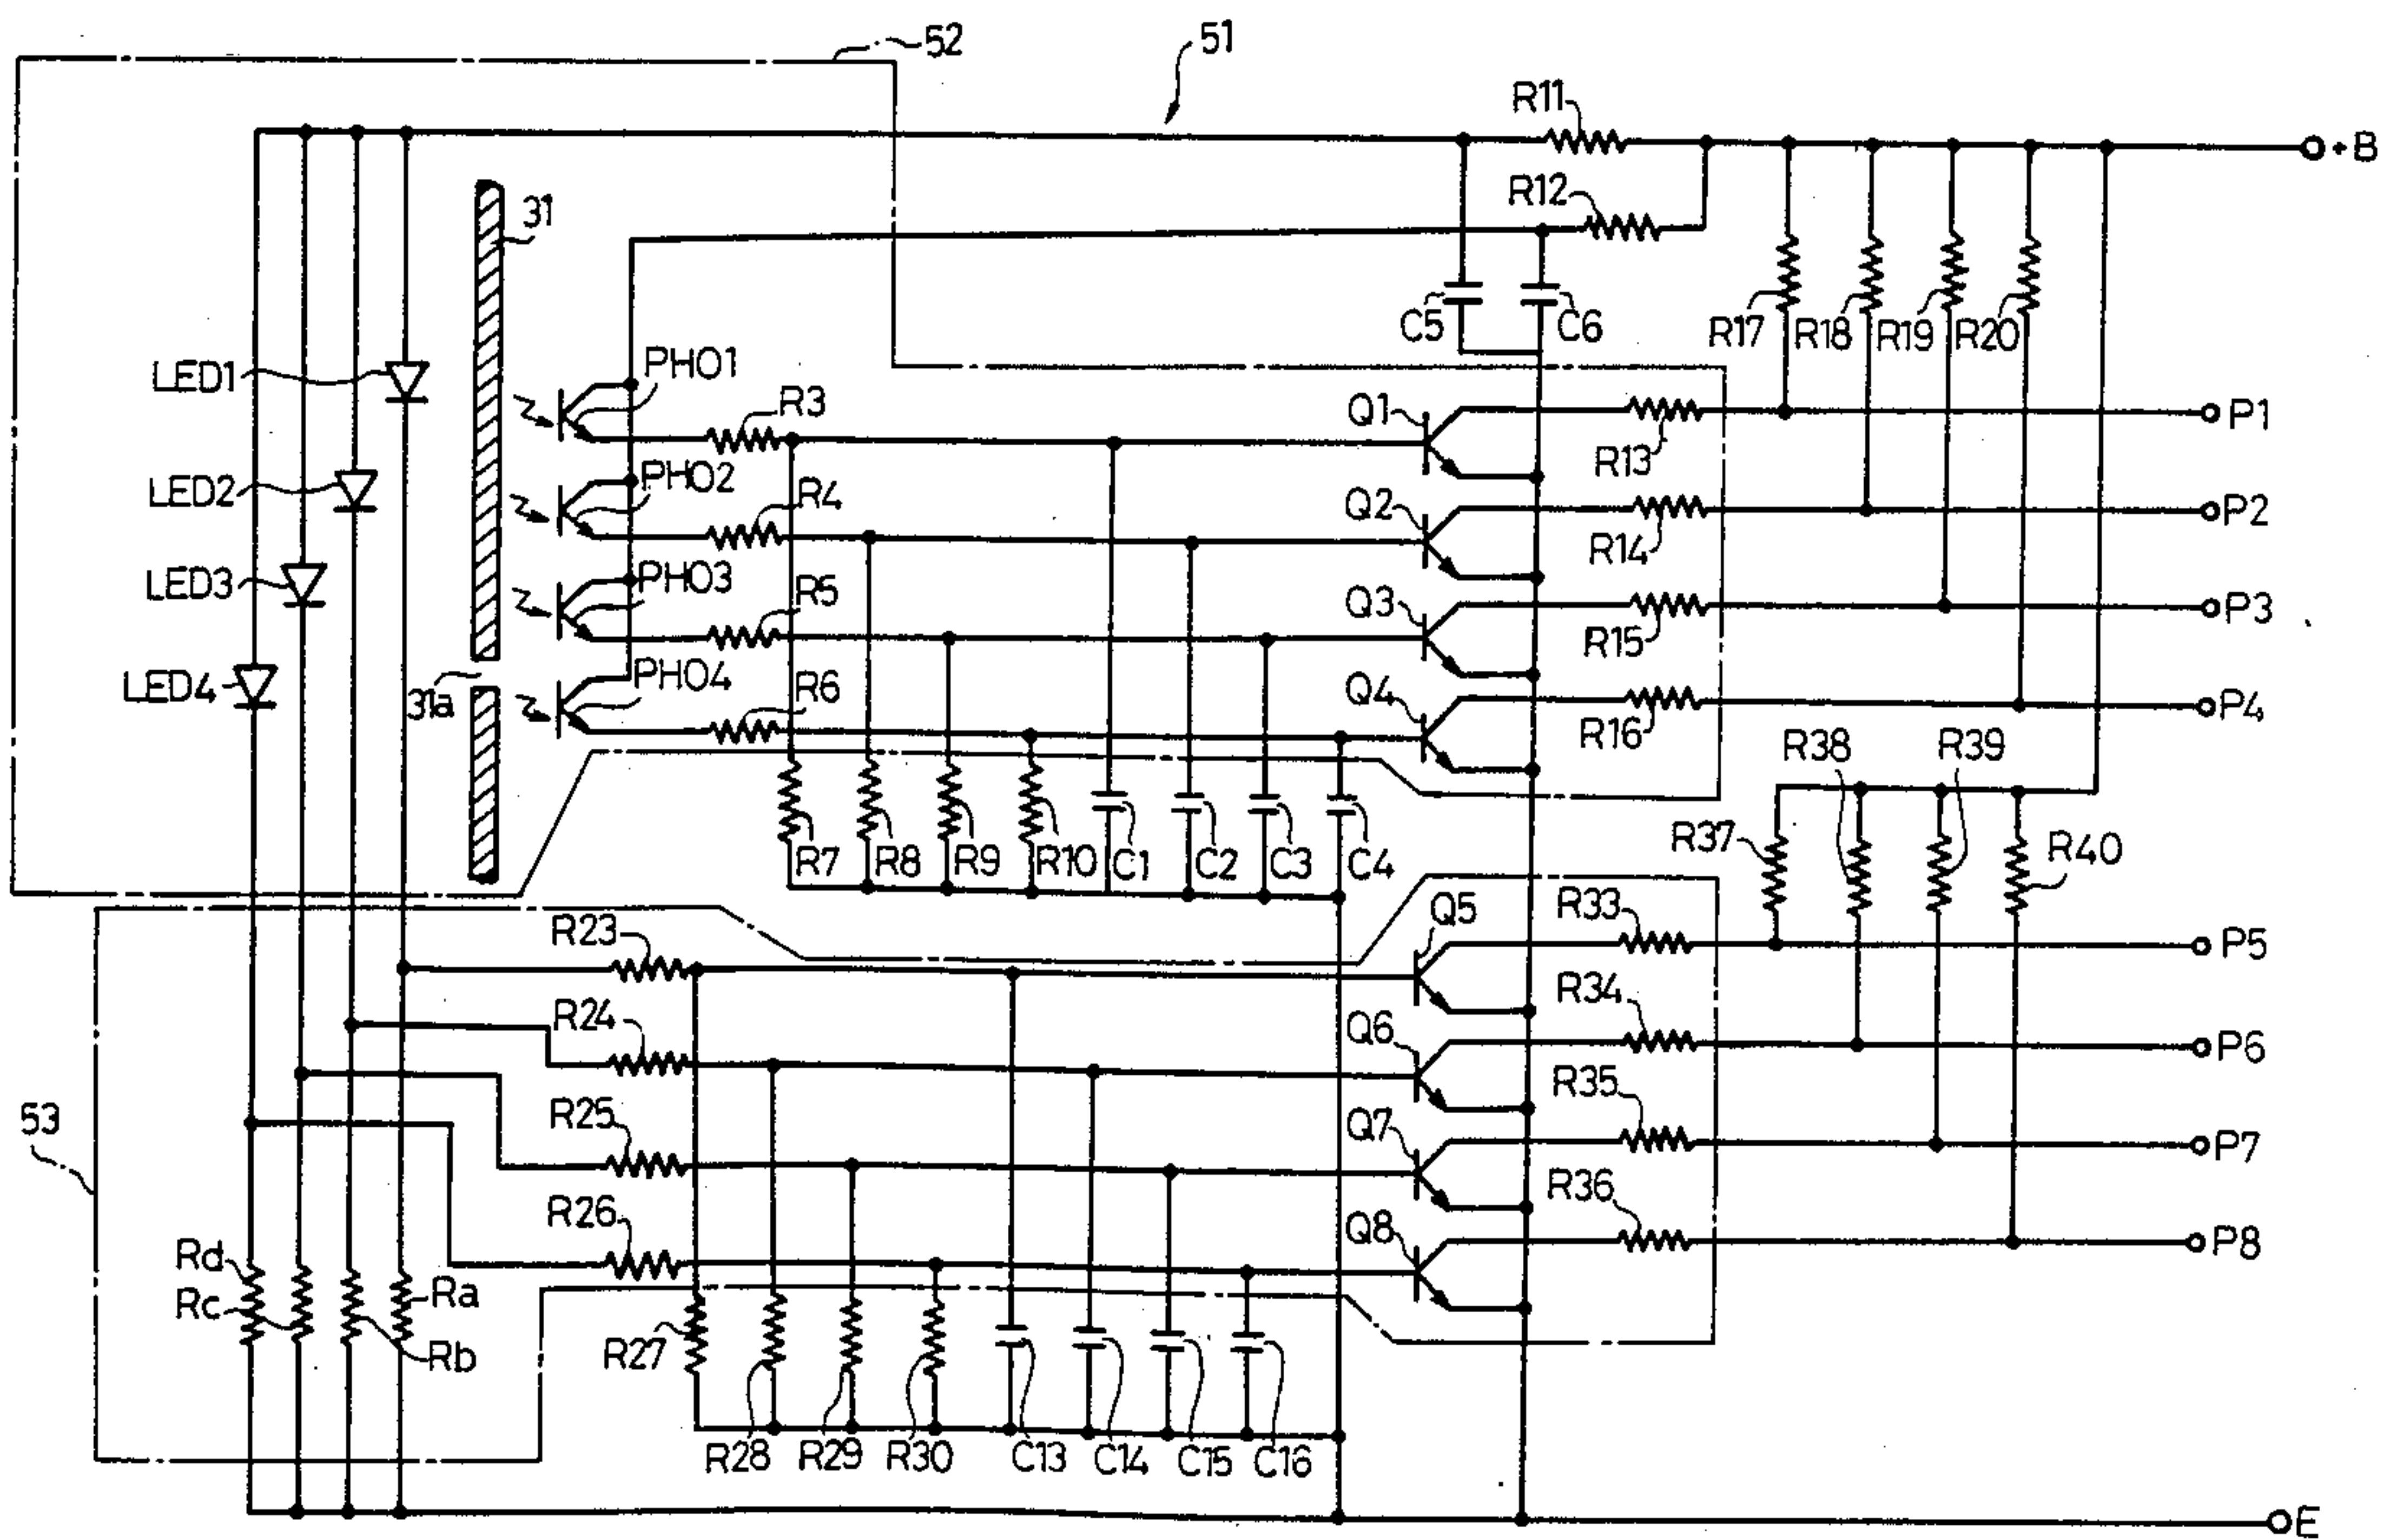 52
51
R11
+B
R12
31
C5
C6
R17
R18
R19
R20
LED1
PHO1
R3
Q1
P1
R13
LED2
PHO2
R4
Q2
P2
R14
LED3
PHO3
R5
Q3
P3
R15
LED4
31a
PHO4
R6
Q4
P4
R16
R38
R39
R7
R8
R9
R10
C1
C2
C3
C4
R37
R40
R23
Q5
R33
P5
R24
Q6
R34
P6
53
R25
Q7
R35
P7
R26
Q8
R36
P8
Rd
Rc
Ra
Rb
R27
R28
R29
R30
C13
C14
C15
C16
E